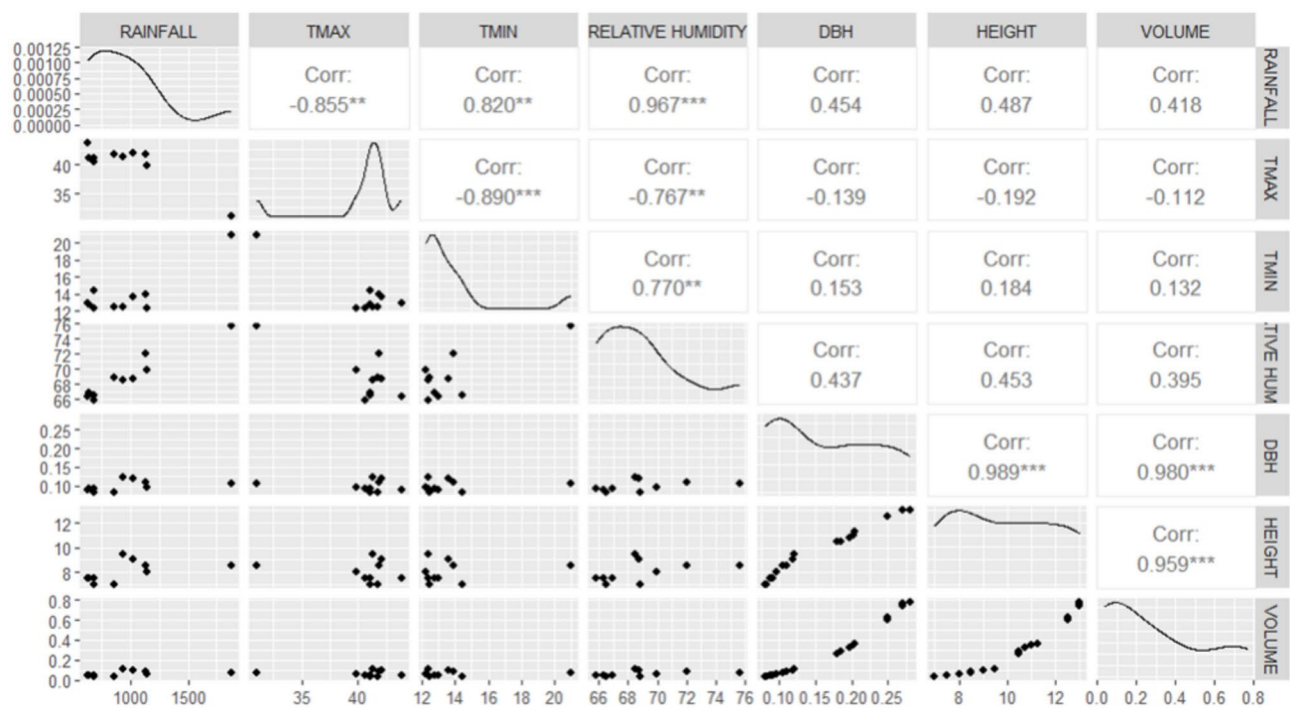 RAINFALL TMAX TMIN RELATIVE HUMIDITY DBH HEIGHT VOLUME
0.00125
0.00100
0.00075
0.00050
0.00025
0.00000
Corr: Corr: Corr: Corr: Corr: Corr:
-0.855** 0.820** 0.967*** 0.454 0.487 0.418
RAINFALL
40
35
Corr: Corr: Corr: Corr: Corr:
-0.890*** -0.767** -0.139 -0.192 -0.112
TMAX
20
18
16
14
12
Corr: Corr: Corr: Corr:
0.770** 0.153 0.184 0.132
TMIN
76
74
72
70
68
66
Corr: Corr: Corr:
0.437 0.453 0.395
TIVE HUM
0.25
0.20
0.15
0.10
Corr: Corr:
0.989*** 0.980***
DBH
12
10
8
Corr:
0.959***
HEIGHT
0.8
0.6
0.4
0.2
0.0
VOLUME
1000 1500 35 40 12 14 16 18 20 66 68 70 72 74 76 0.10 0.15 0.20 0.25 8 10 12 0.0 0.2 0.4 0.6 0.8